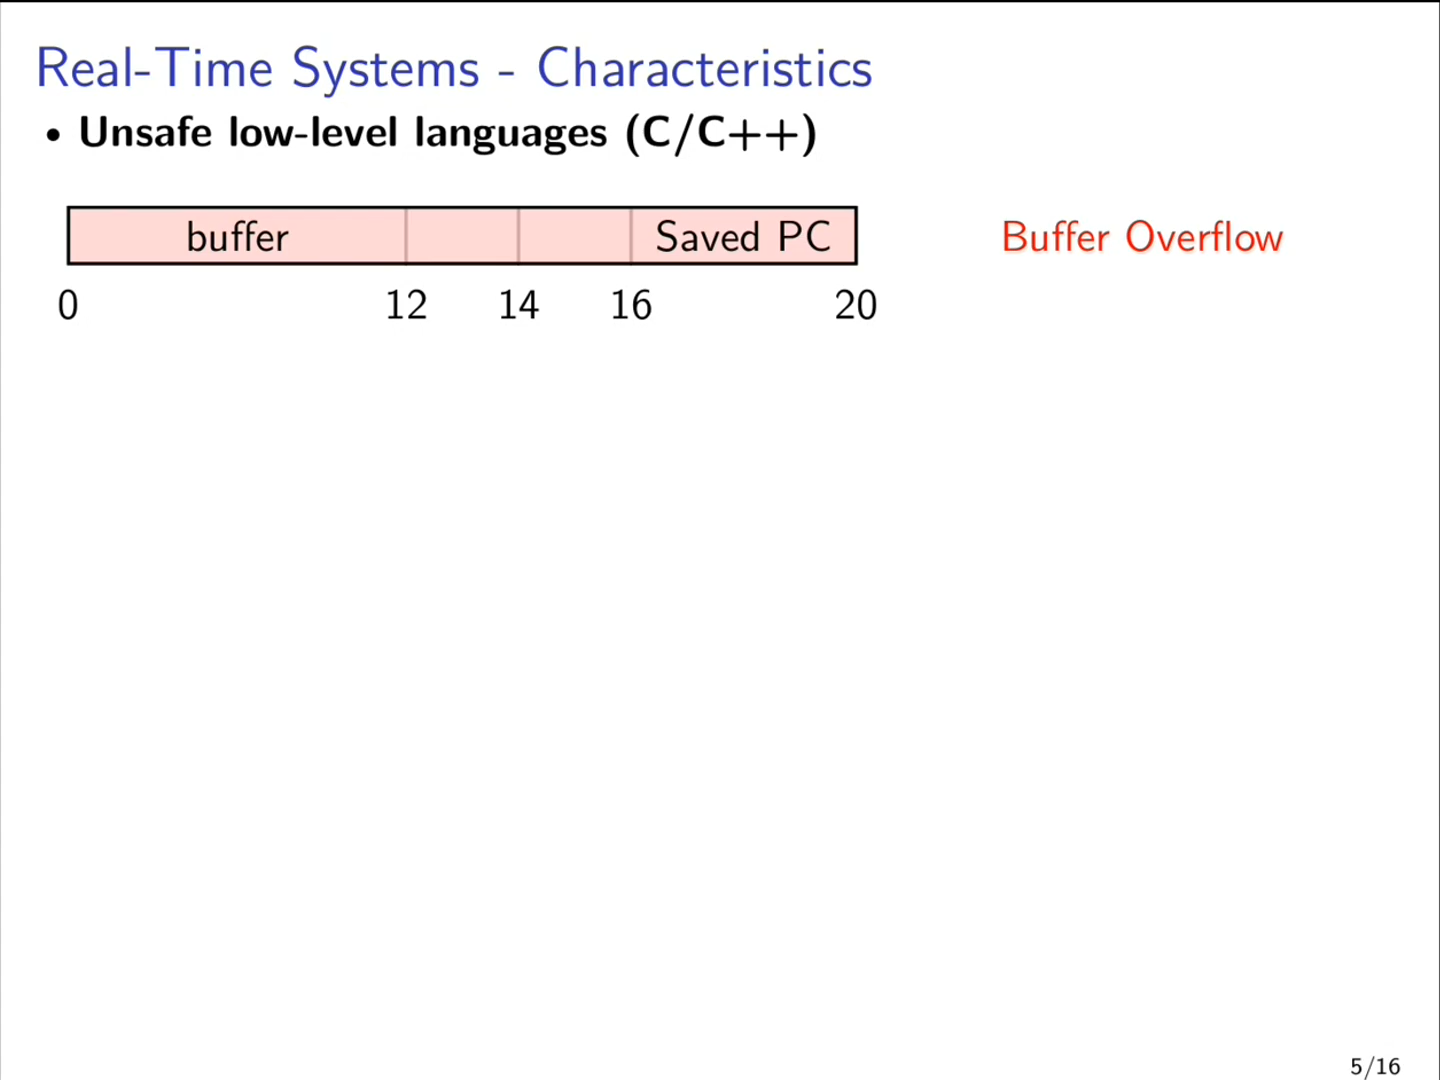 Real-Time Systems - Characteristics
• Unsafe low-level languages (C/C++)
buffer Saved PC Buffer Overflow
0 12 14 16 20
5/16